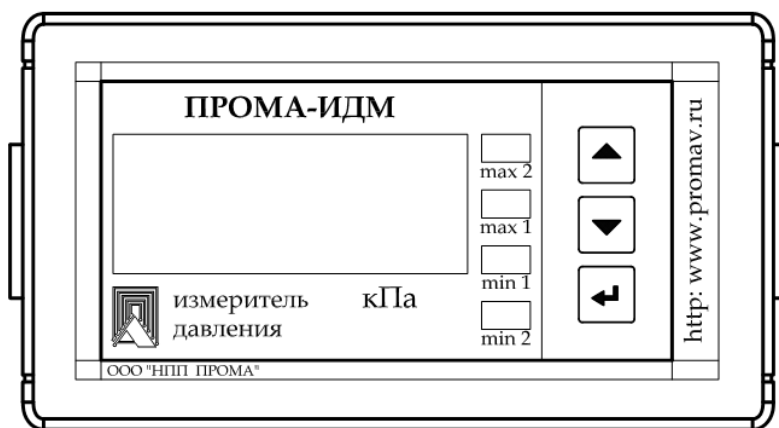 ПРОМА-ИДМ
max 2
max 1
min 1
min 2
измеритель
давления
кПа
ООО "НПП ПРОМА"
http: www.promav.ru